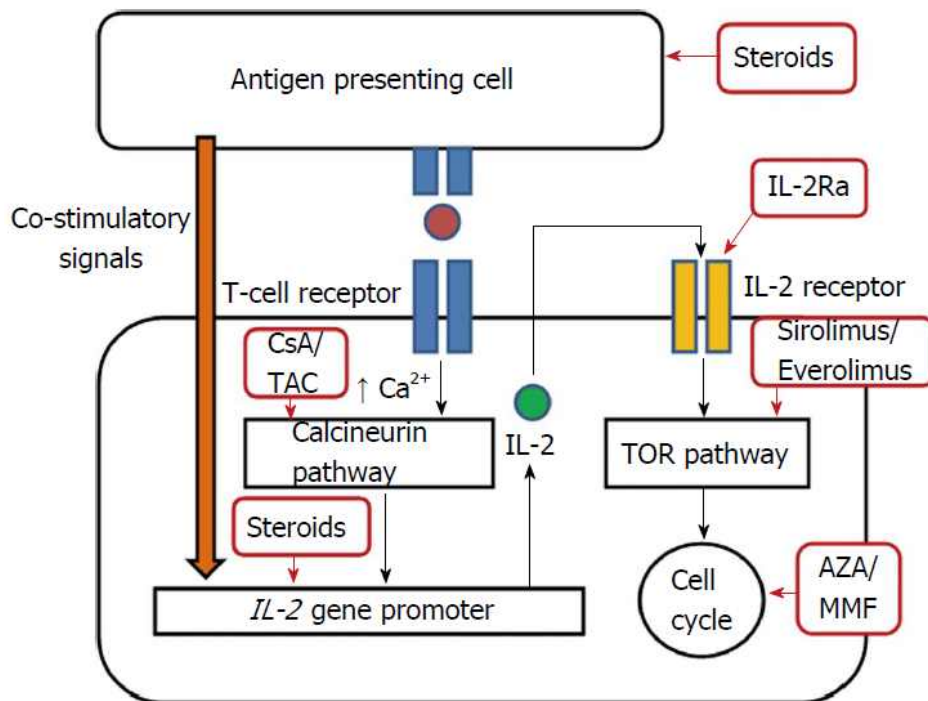 Antigen presenting cell
Steroids
IL-2Ra
Co-stimulatory
signals
T-cell receptor
IL-2 receptor
CsA/
TAC
↑ Ca²⁺
Sirolimus/
Everolimus
Calcineurin
pathway
IL-2
TOR pathway
Steroids
IL-2 gene promoter
Cell
cycle
AZA/
MMF